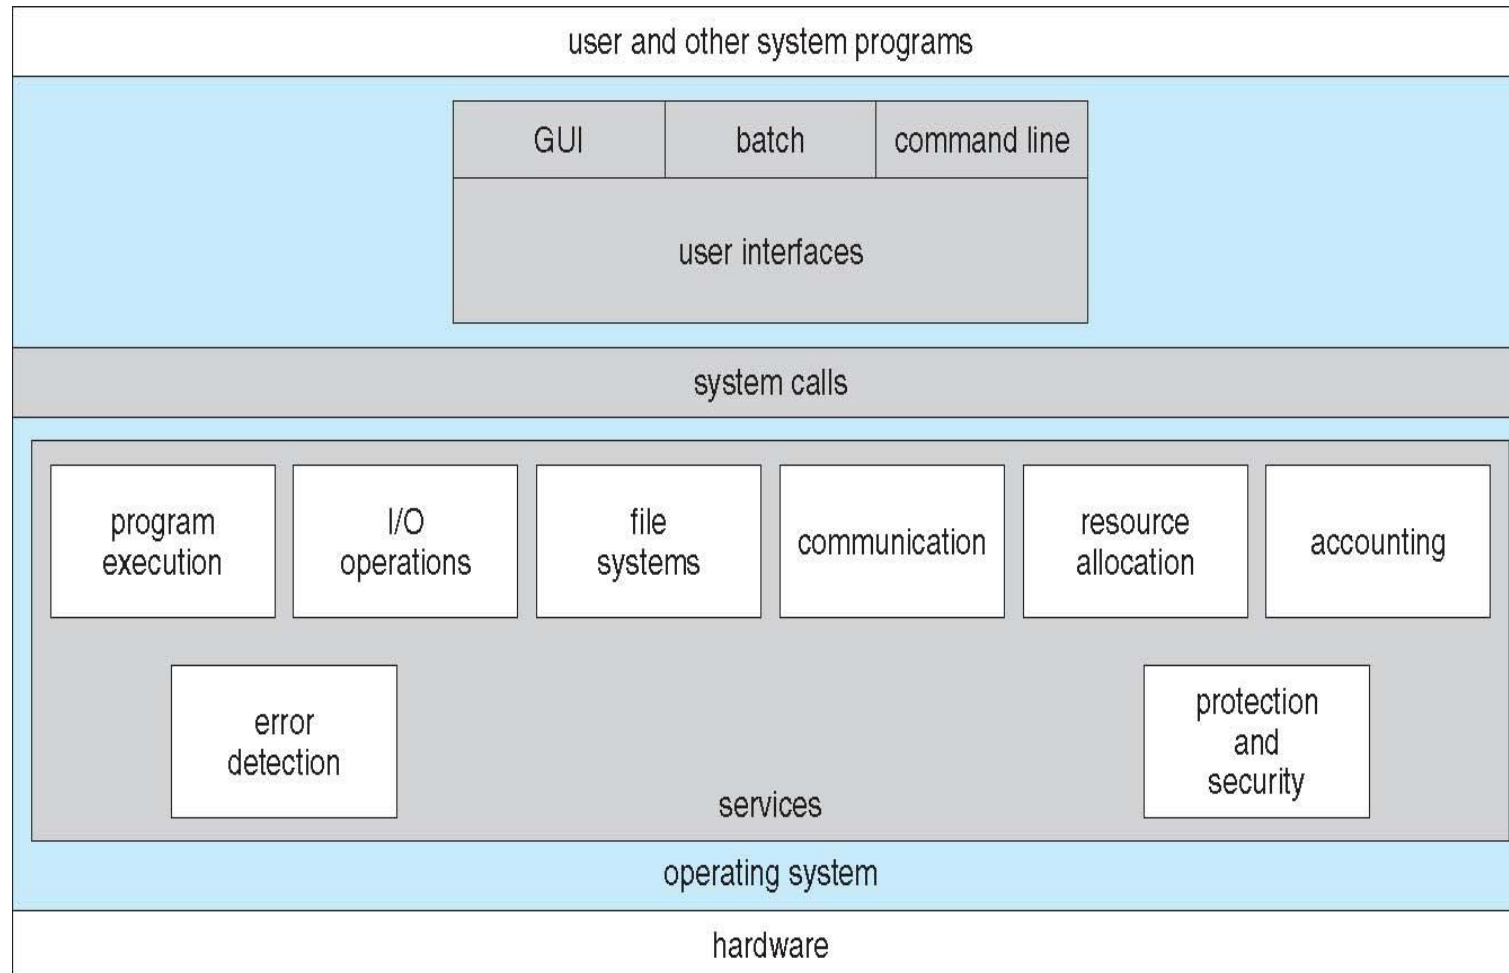 user and other system programs
GUI
batch
command line
user interfaces
system calls
program
execution
I/O
operations
file
systems
communication
resource
allocation
accounting
error
detection
protection
and
security
services
operating system
hardware